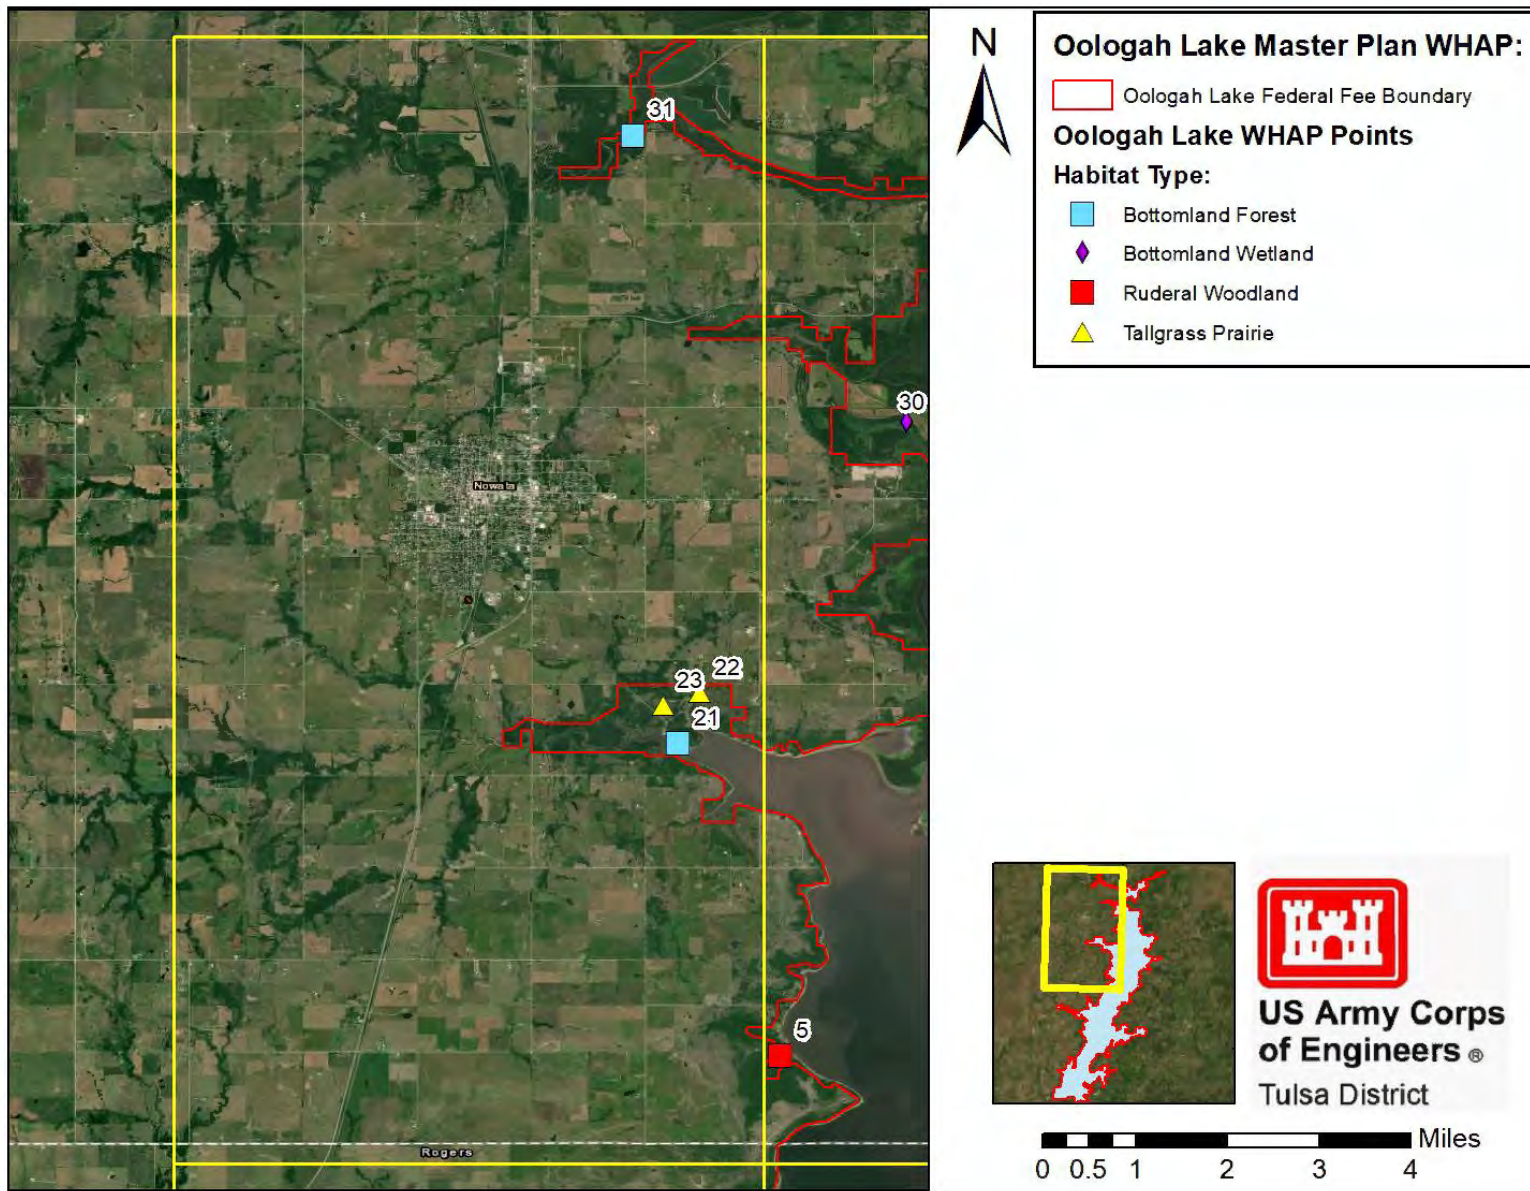 31
30
Nowata
22
23
21
5
Rogers
N
Oologah Lake Master Plan WHAP:
Oologah Lake Federal Fee Boundary
Oologah Lake WHAP Points
Habitat Type:
Bottomland Forest
Bottomland Wetland
Ruderal Woodland
Tallgrass Prairie
US Army Corps
of Engineers ®
Tulsa District
Miles
0 0.5 1 2 3 4